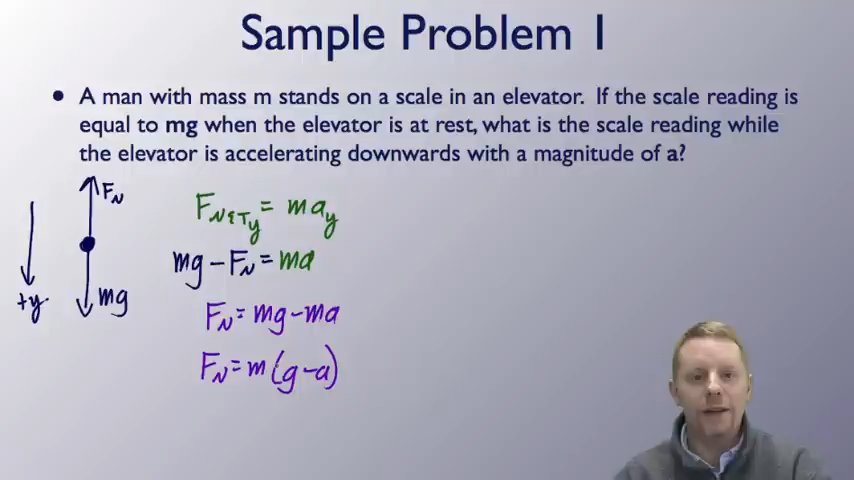 Sample Problem 1
• A man with mass m stands on a scale in an elevator. If the scale reading is
equal to mg when the elevator is at rest, what is the scale reading while
the elevator is accelerating downwards with a magnitude of a?
F_N
+y
mg
F_NETy = ma_y
mg - F_N = ma
F_N = mg - ma
F_N = m(g - a)